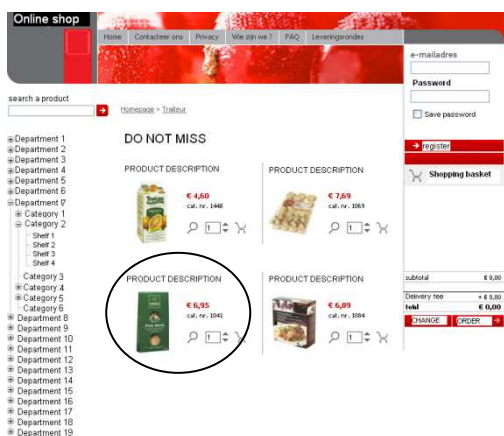 Online shop
Home Contacteer ons Privacy Wie zijn we ? FAQ Leveringsrondes
e-mailadres
Password
Save password
register
Shopping basket
subtotal € 0,00
Delivery fee + € 0,00
total € 0,00
CHANGE ORDER
search a product
Homepage > Traiteur
Department 1
Department 2
Department 3
Department 4
Department 5
Department 6
Department 7
Category 1
Category 2
Shelf 1
Shelf 2
Shelf 3
Shelf 4
Category 3
Category 4
Category 5
Category 6
Department 8
Department 9
Department 10
Department 11
Department 12
Department 13
Department 14
Department 15
Department 16
Department 17
Department 18
Department 19
DO NOT MISS
PRODUCT DESCRIPTION
€ 4,60
cat. nr. 1448
1
PRODUCT DESCRIPTION
€ 7,69
cat. nr. 1069
1
PRODUCT DESCRIPTION
€ 6,95
cat. nr. 1041
1
PRODUCT DESCRIPTION
€ 6,89
cat. nr. 1084
1